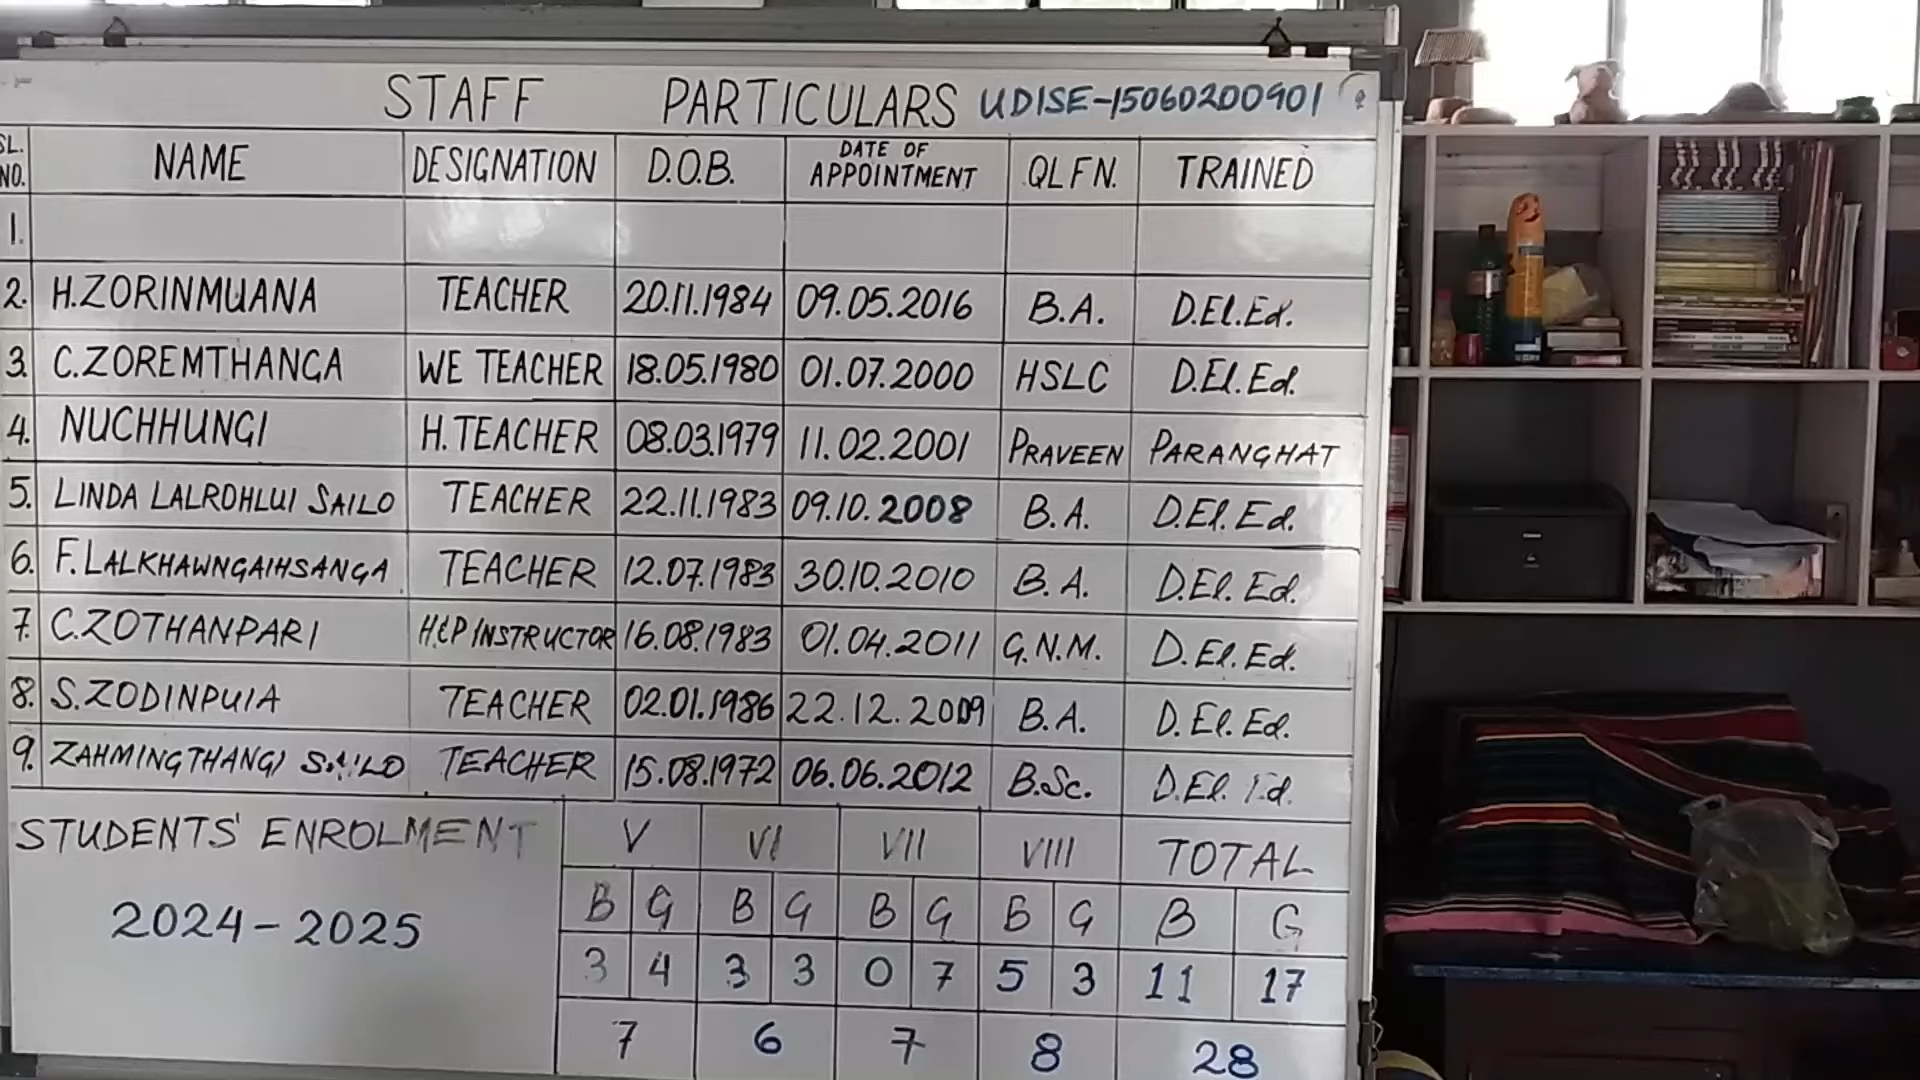 STAFF PARTICULARS UDISE-15060200901
SL. NO. NAME DESIGNATION D.O.B. DATE OF APPOINTMENT QLFN. TRAINED
1.
2. H.ZORINMUANA TEACHER 20.11.1984 09.05.2016 B.A. D.El.Ed.
3. C.ZOREMTHANGA WE TEACHER 18.05.1980 01.07.2000 HSLC D.El.Ed.
4. NUCHHUNGI H.TEACHER 08.03.1979 11.02.2001 PRAVEEN PARANGHAT
5. LINDA LALROHLUI SAILO TEACHER 22.11.1983 09.10.2008 B.A. D.El.Ed.
6. F.LALKHAWNGAIHSANGA TEACHER 12.07.1983 30.10.2010 B.A. D.El.Ed.
7. C.ZOTHANPARI H&P INSTRUCTOR 16.08.1983 01.04.2011 G.N.M. D.El.Ed.
8. S.ZODINPUIA TEACHER 02.01.1986 22.12.2009 B.A. D.El.Ed.
9. ZAHMINGTHANGI SAILO TEACHER 15.08.1972 06.06.2012 B.Sc. D.El.Ed.
STUDENTS' ENROLMENT V VI VII VIII TOTAL
2024-2025 B G B G B G B G B G
3 4 3 3 0 7 5 3 11 17
7 6 7 8 28